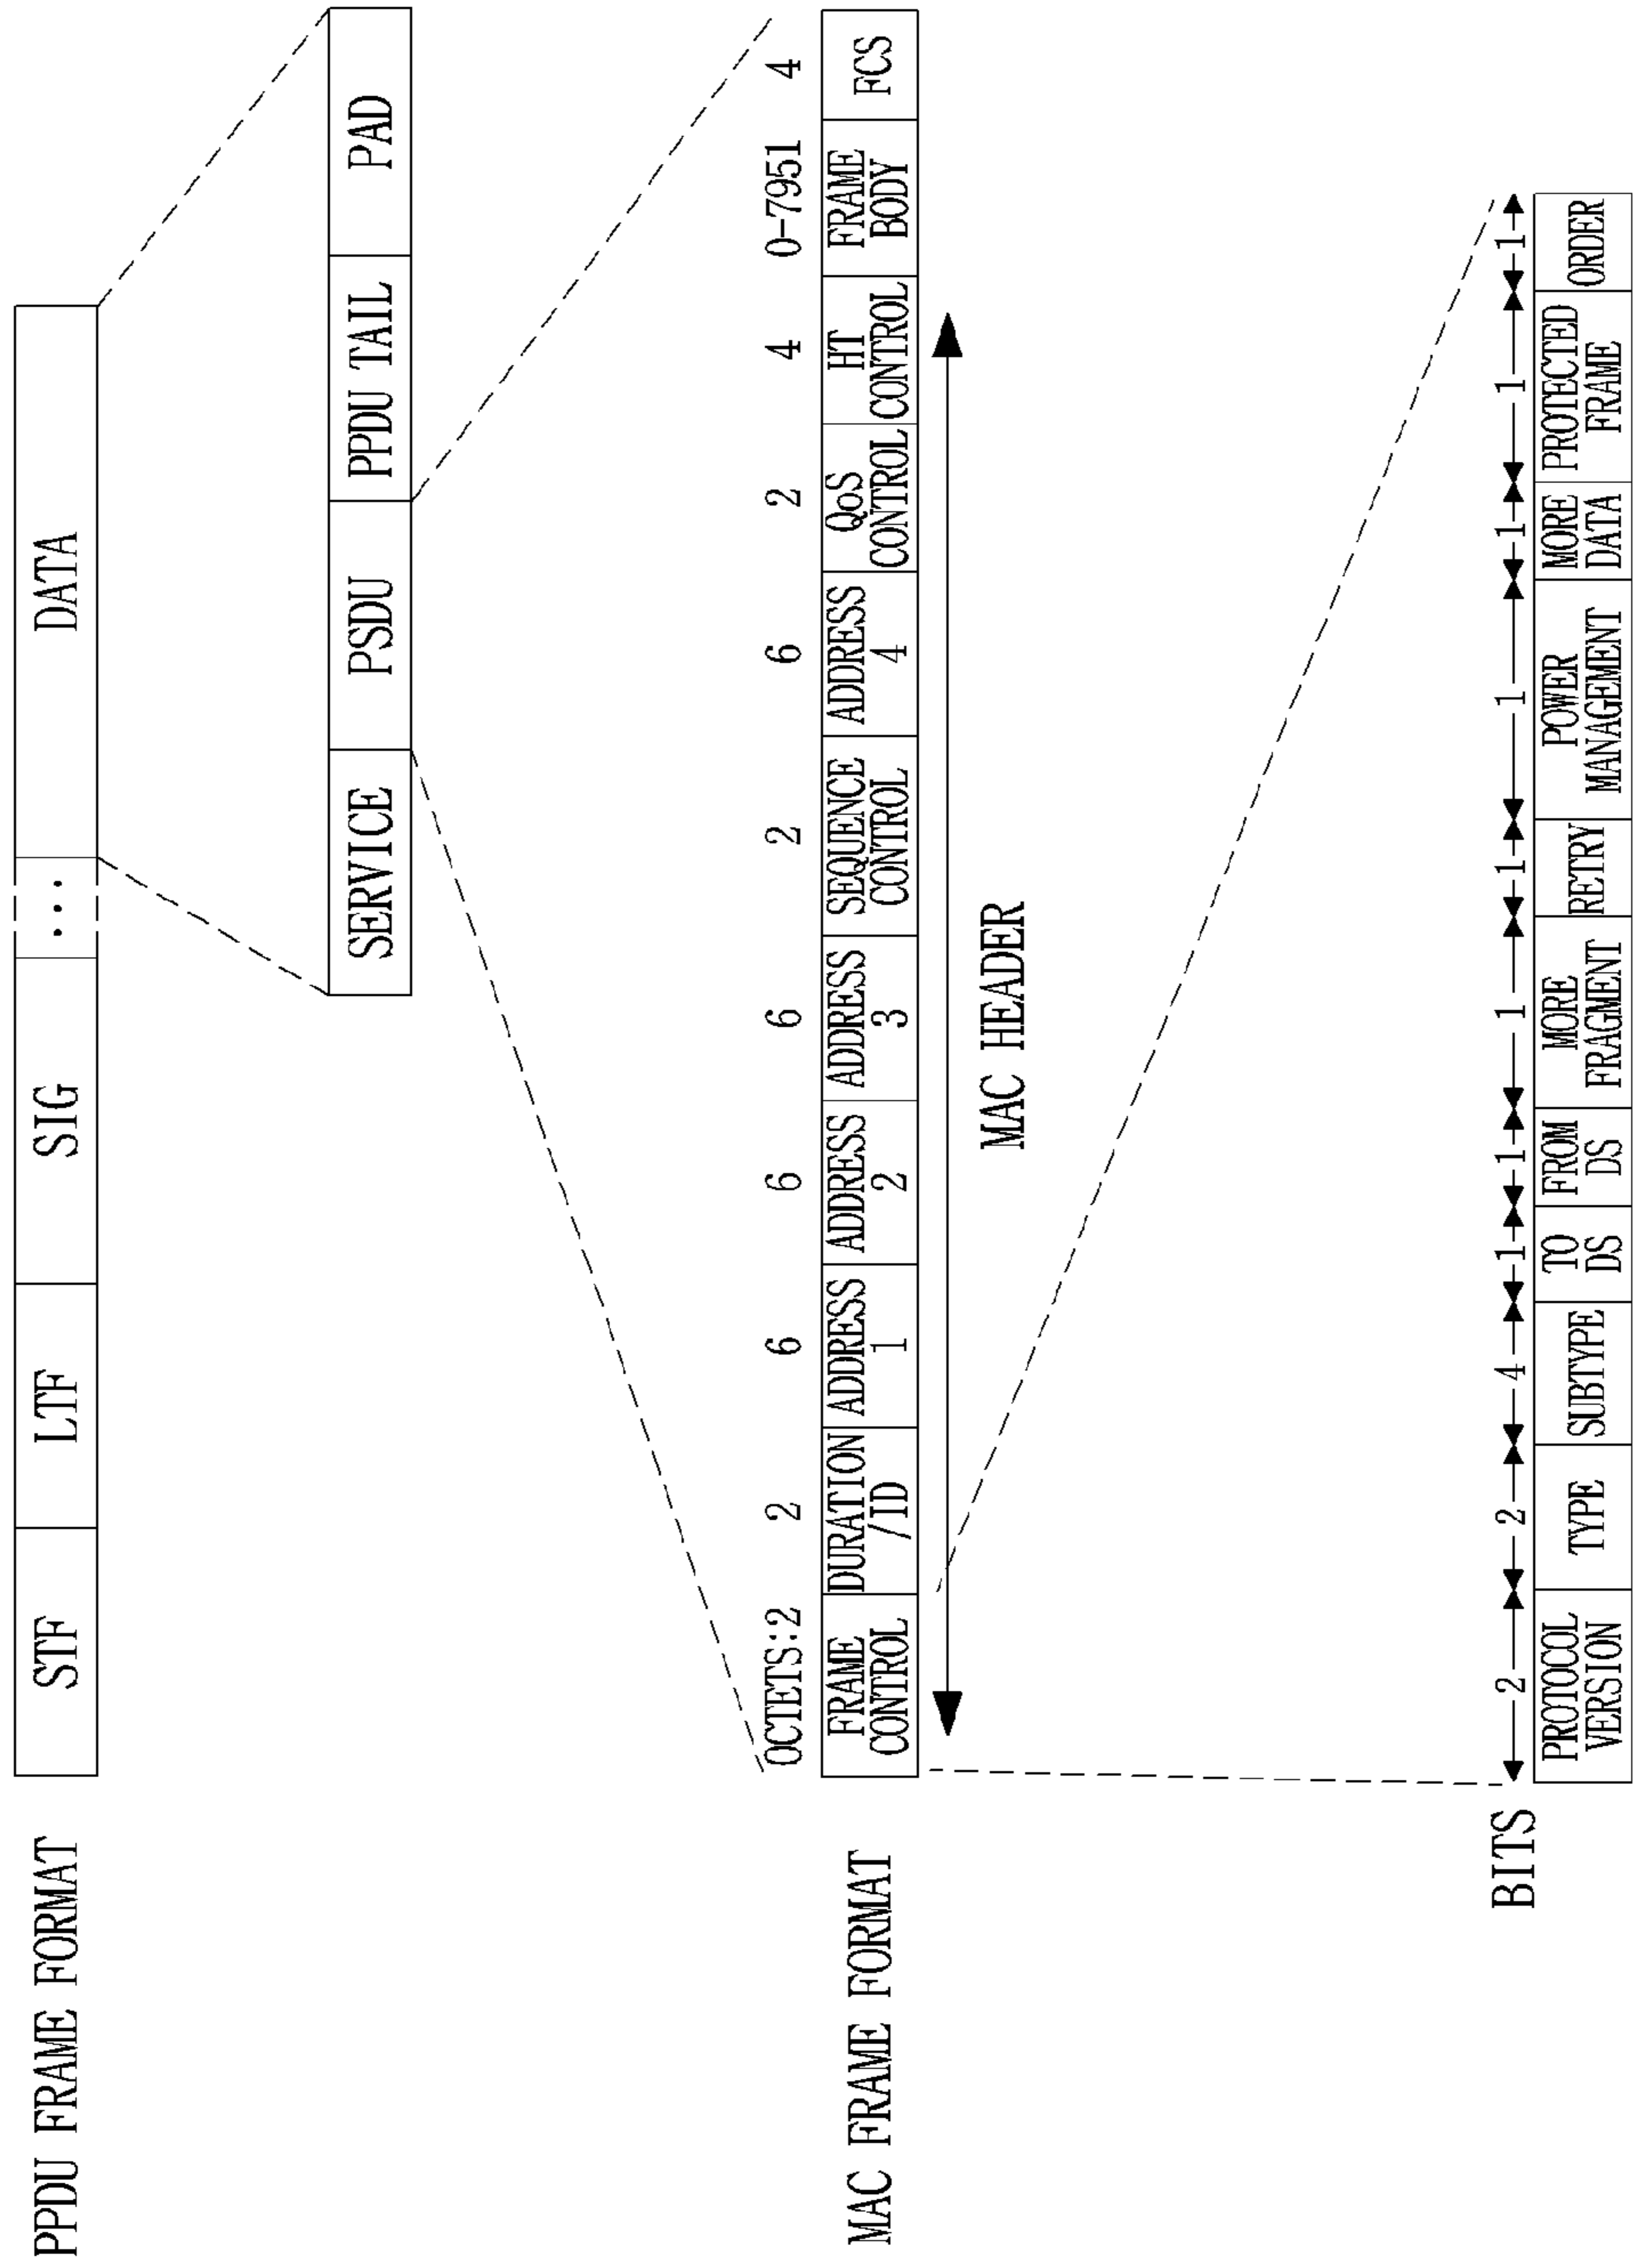 PPDU FRAME FORMAT
STF LTF SIG ... DATA
SERVICE PSDU PPDU TAIL PAD
OCTETS:2 2 6 6 6 2 6 2 4 0-7951 4
MAC FRAME FORMAT
FRAME CONTROL
DURATION /ID
ADDRESS 1
ADDRESS 2
ADDRESS 3
SEQUENCE CONTROL
ADDRESS 4
QoS CONTROL
HT CONTROL
FRAME BODY
FCS
MAC HEADER
BITS 2 2 4 1 1 1 1 1 1 1 1
PROTOCOL VERSION
TYPE
SUBTYPE
TO DS
FROM DS
MORE FRAGMENT
RETRY
POWER MANAGEMENT
MORE DATA
PROTECTED FRAME
ORDER